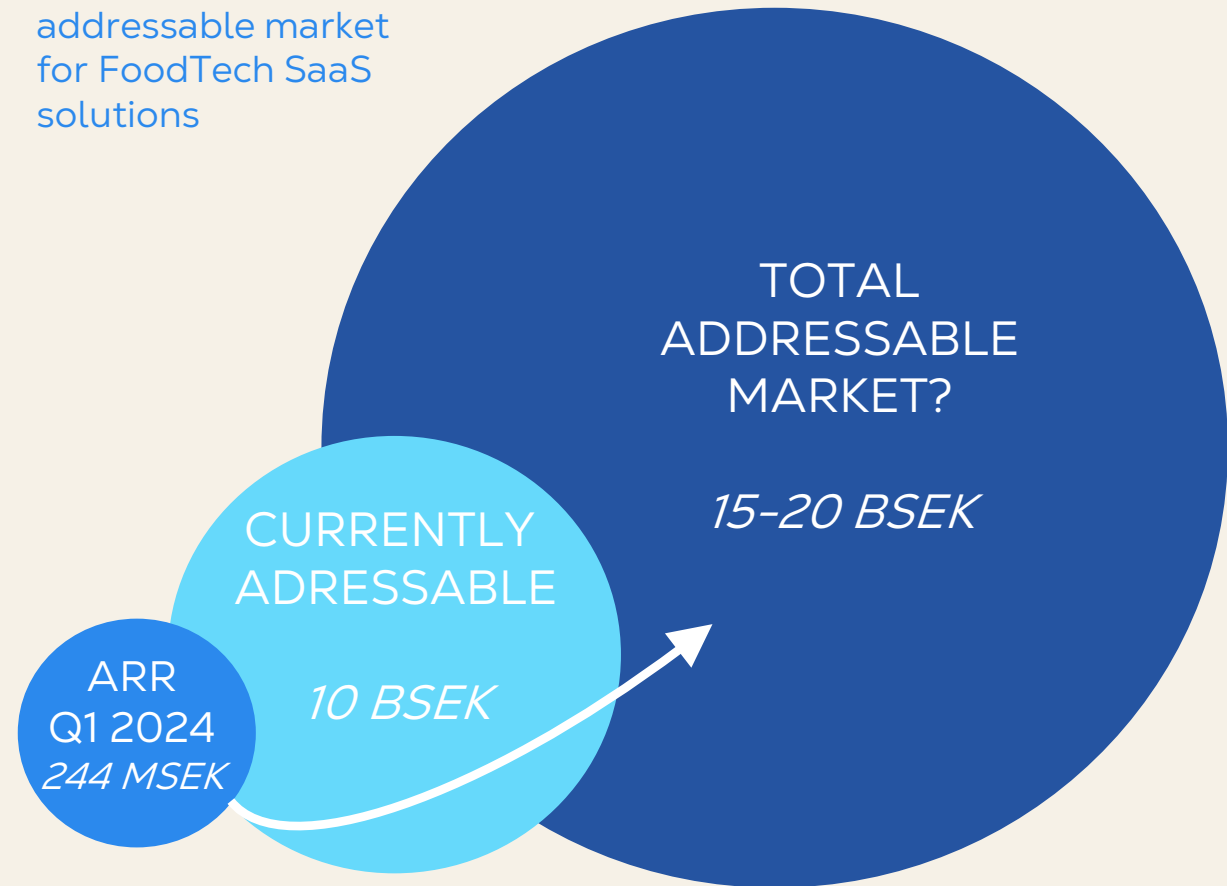 addressable market
for FoodTech SaaS
solutions
TOTAL
ADDRESSABLE
MARKET?
15-20 BSEK
CURRENTLY
ADRESSABLE
10 BSEK
ARR
Q1 2024
244 MSEK